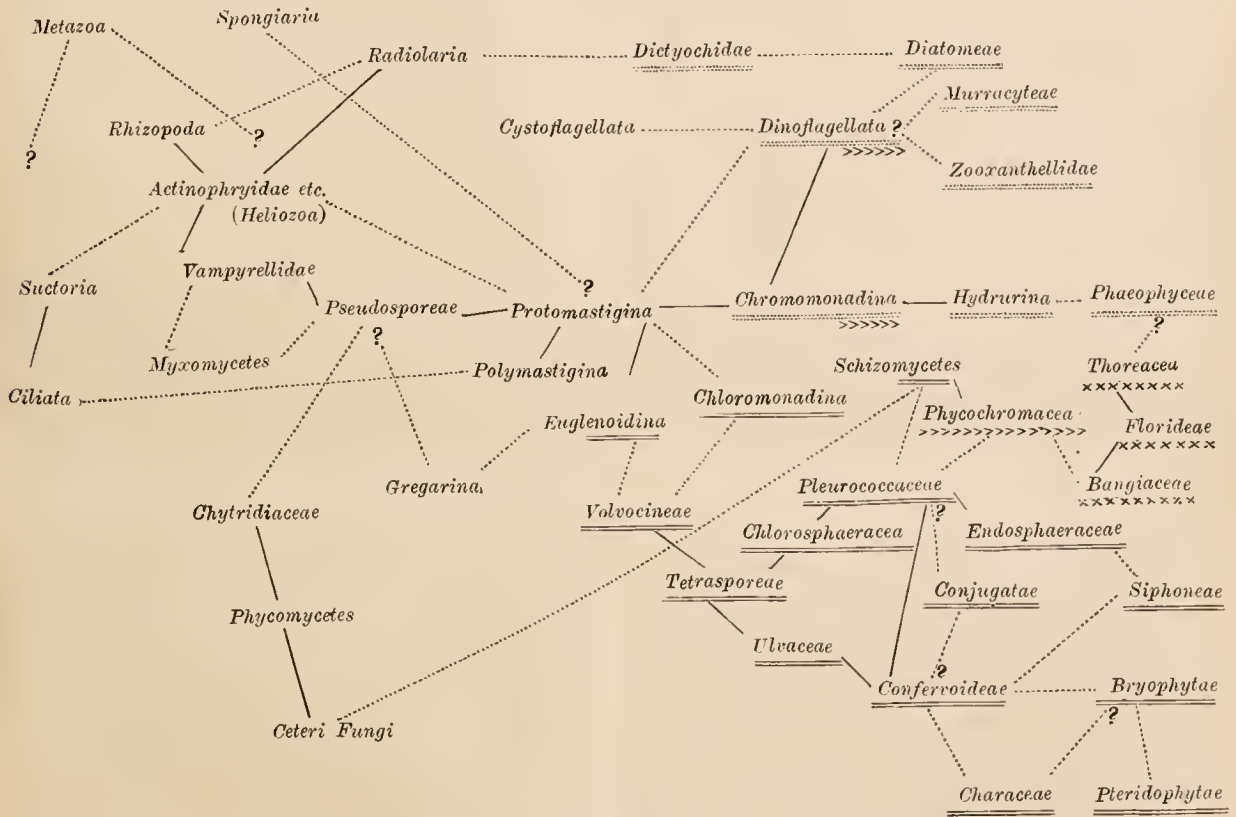 Metazoa
Spongiaria
Radiolaria
Dictyochidae
Diatomeae
Murracyteae
Rhizopoda
?
Cystoflagellata
Dinoflagellata ?
?
Zooxanthellidae
Actinophryidae etc.
(Heliozoa)
Vampyrellidae
Suctoria
?
Pseudosporeae
Protomastigina
Chromomonadina
Hydrurina
Phaeophyceae
?
?
Myxomycetes
Polymastigina
Schizomycetes
Thoreacea
Ciliata
Chloromonadina
Phycochromacea
Florideae
Euglenoidina
Gregarina
Pleurococcaceae
Bangiaceae
Chytridiaceae
Volvocineae
?
Chlorosphaeracea
Endosphaeraceae
Tetrasporeae
Conjugatae
Siphoneae
Phycomycetes
Ulvaceae
?
Confervoideae
Bryophytae
?
Ceteri Fungi
Characeae
Pteridophytae